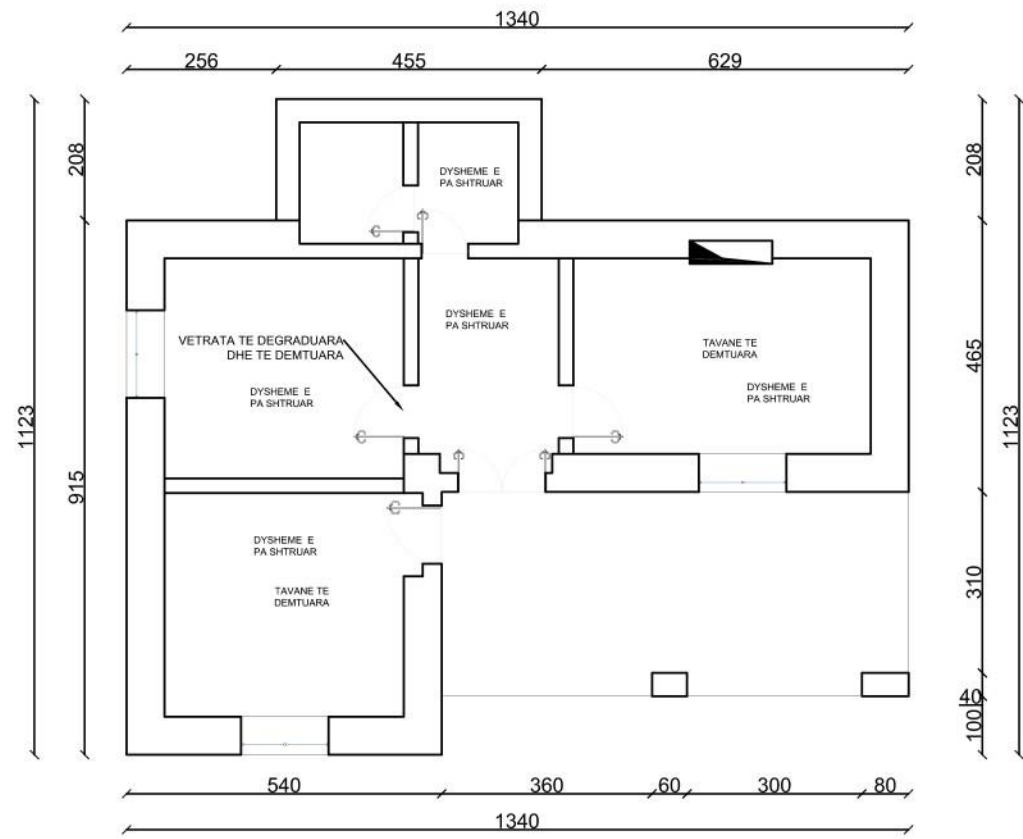 1340
256 455 629
208
208
DYSHEME E
PA SHTRUAR
DYSHEME E
PA SHTRUAR
VETRATA TE DEGRADUARA
DHE TE DEMTUARA
TAVANE TE
DEMTUARA
DYSHEME E
PA SHTRUAR
DYSHEME E
PA SHTRUAR
465
1123
1123
915
DYSHEME E
PA SHTRUAR
TAVANE TE
DEMTUARA
310
40
100
540 360 60 300 80
1340